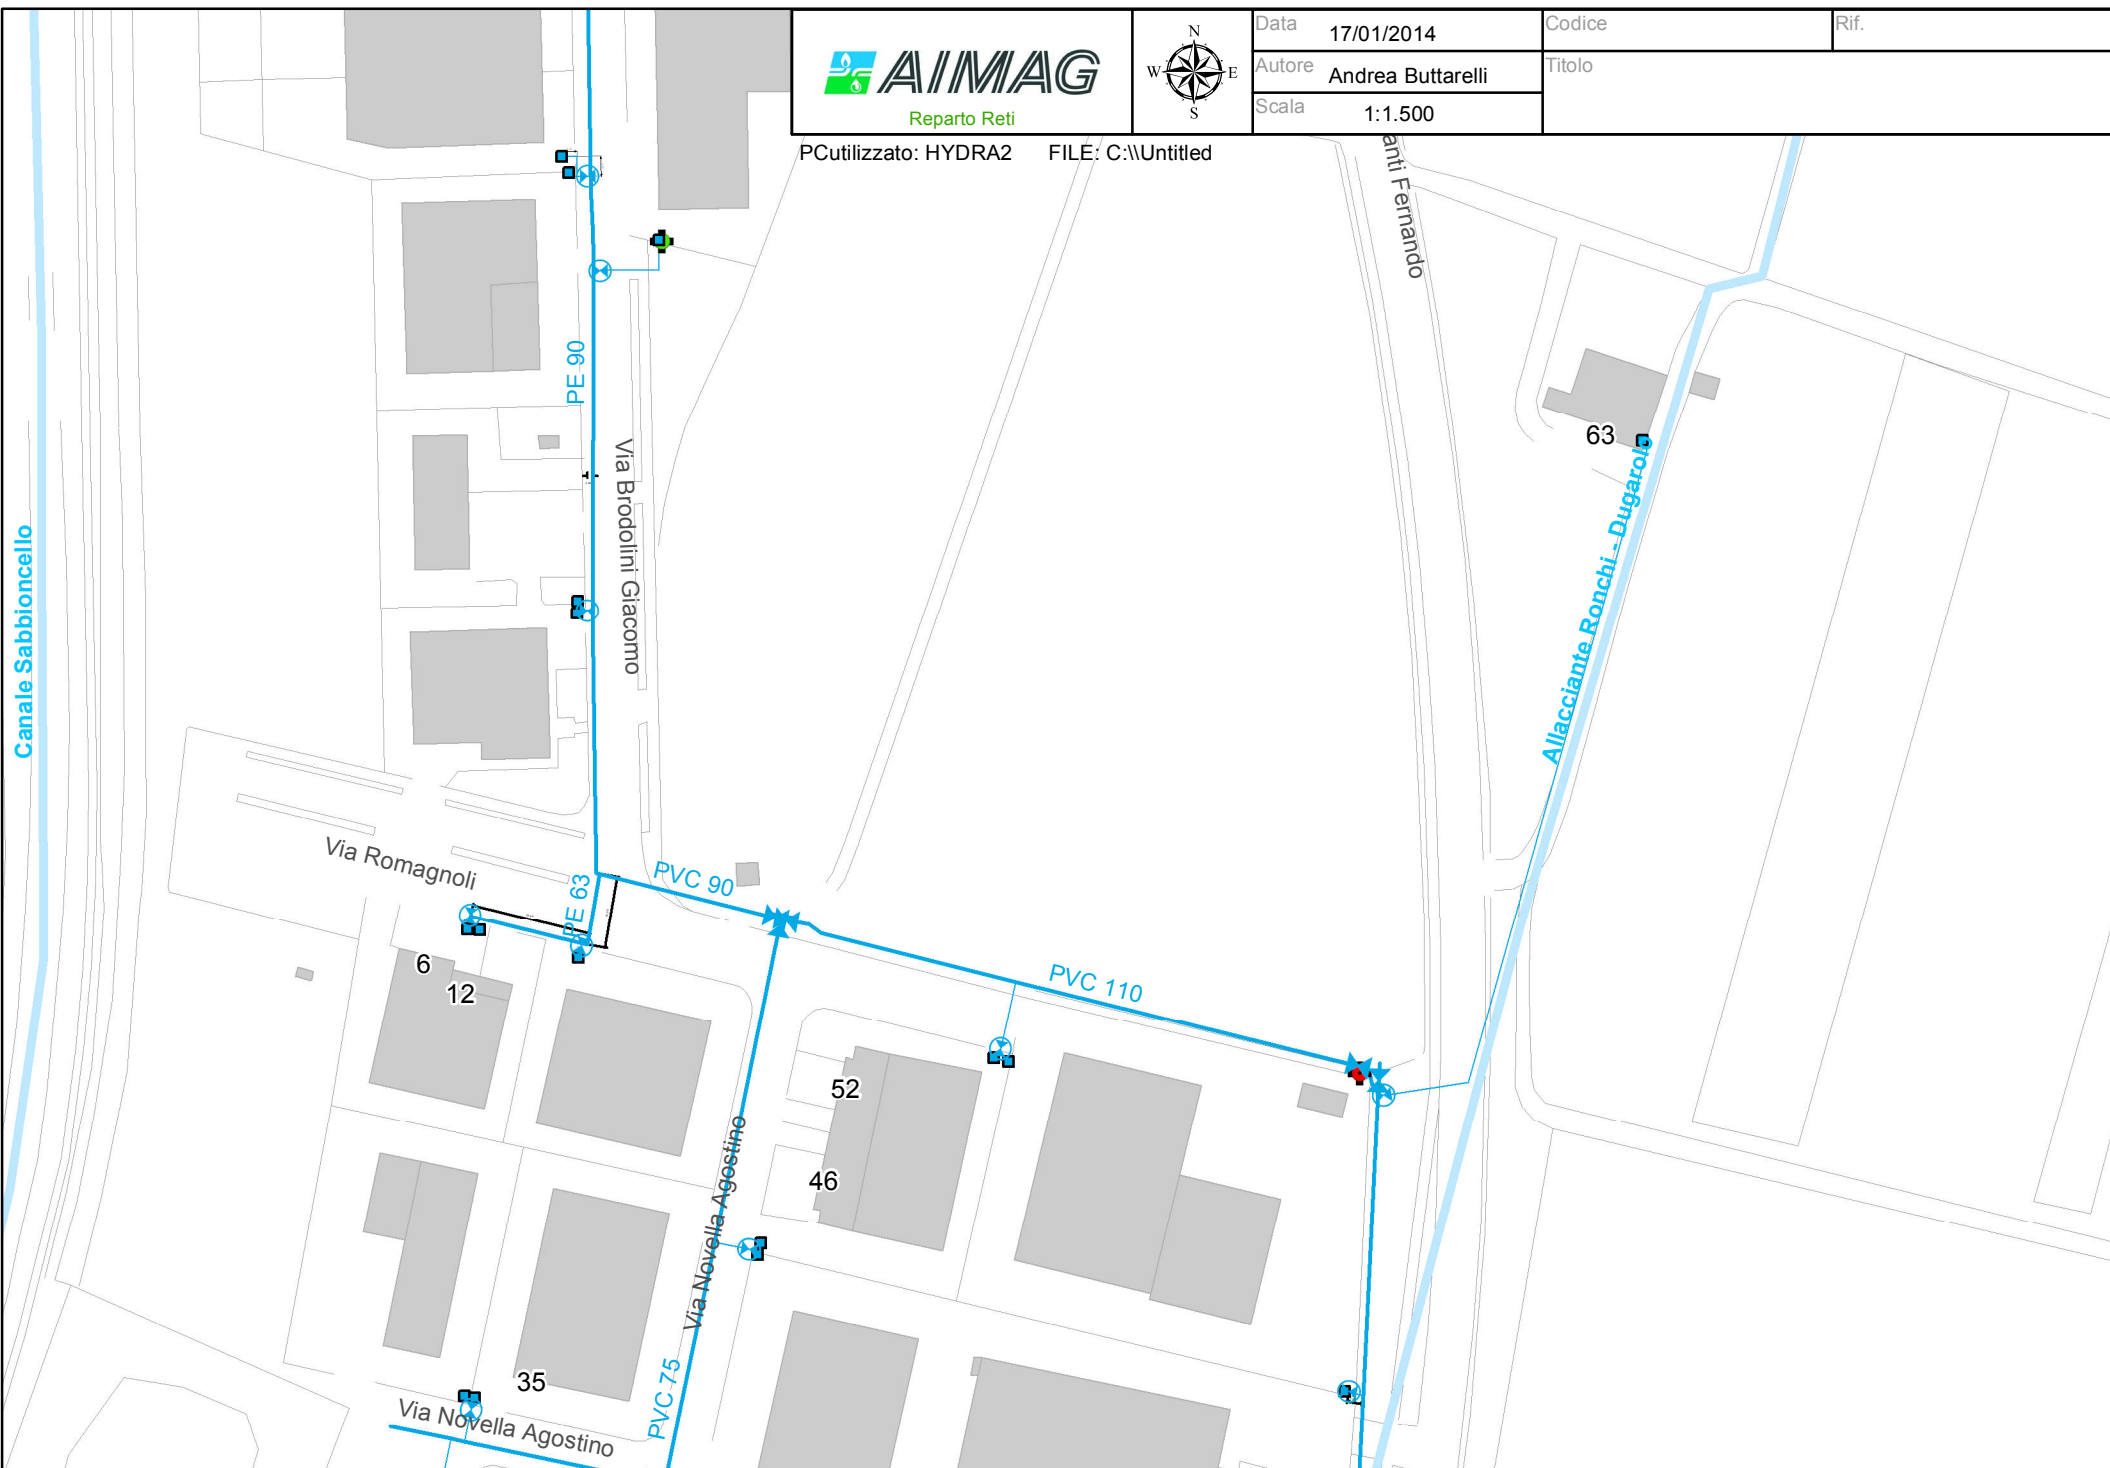 AIMAG
Reparto Reti
N
W E
S
Data 17/01/2014
Autore Andrea Buttarelli
Scala 1:1.500
Codice
Rif.
Titolo
PCutilizzato: HYDRA2 FILE: C:\\Untitled
anti Fernando
PE 90
Via Brodolini Giacomo
63
Allacciante Ronchi - Dugarolo
Canale Sabbioncello
Via Romagnoli
PE 63
PVC 90
PVC 110
6
12
52
46
Via Novella Agostino
35
PVC 75
Via Novella Agostino